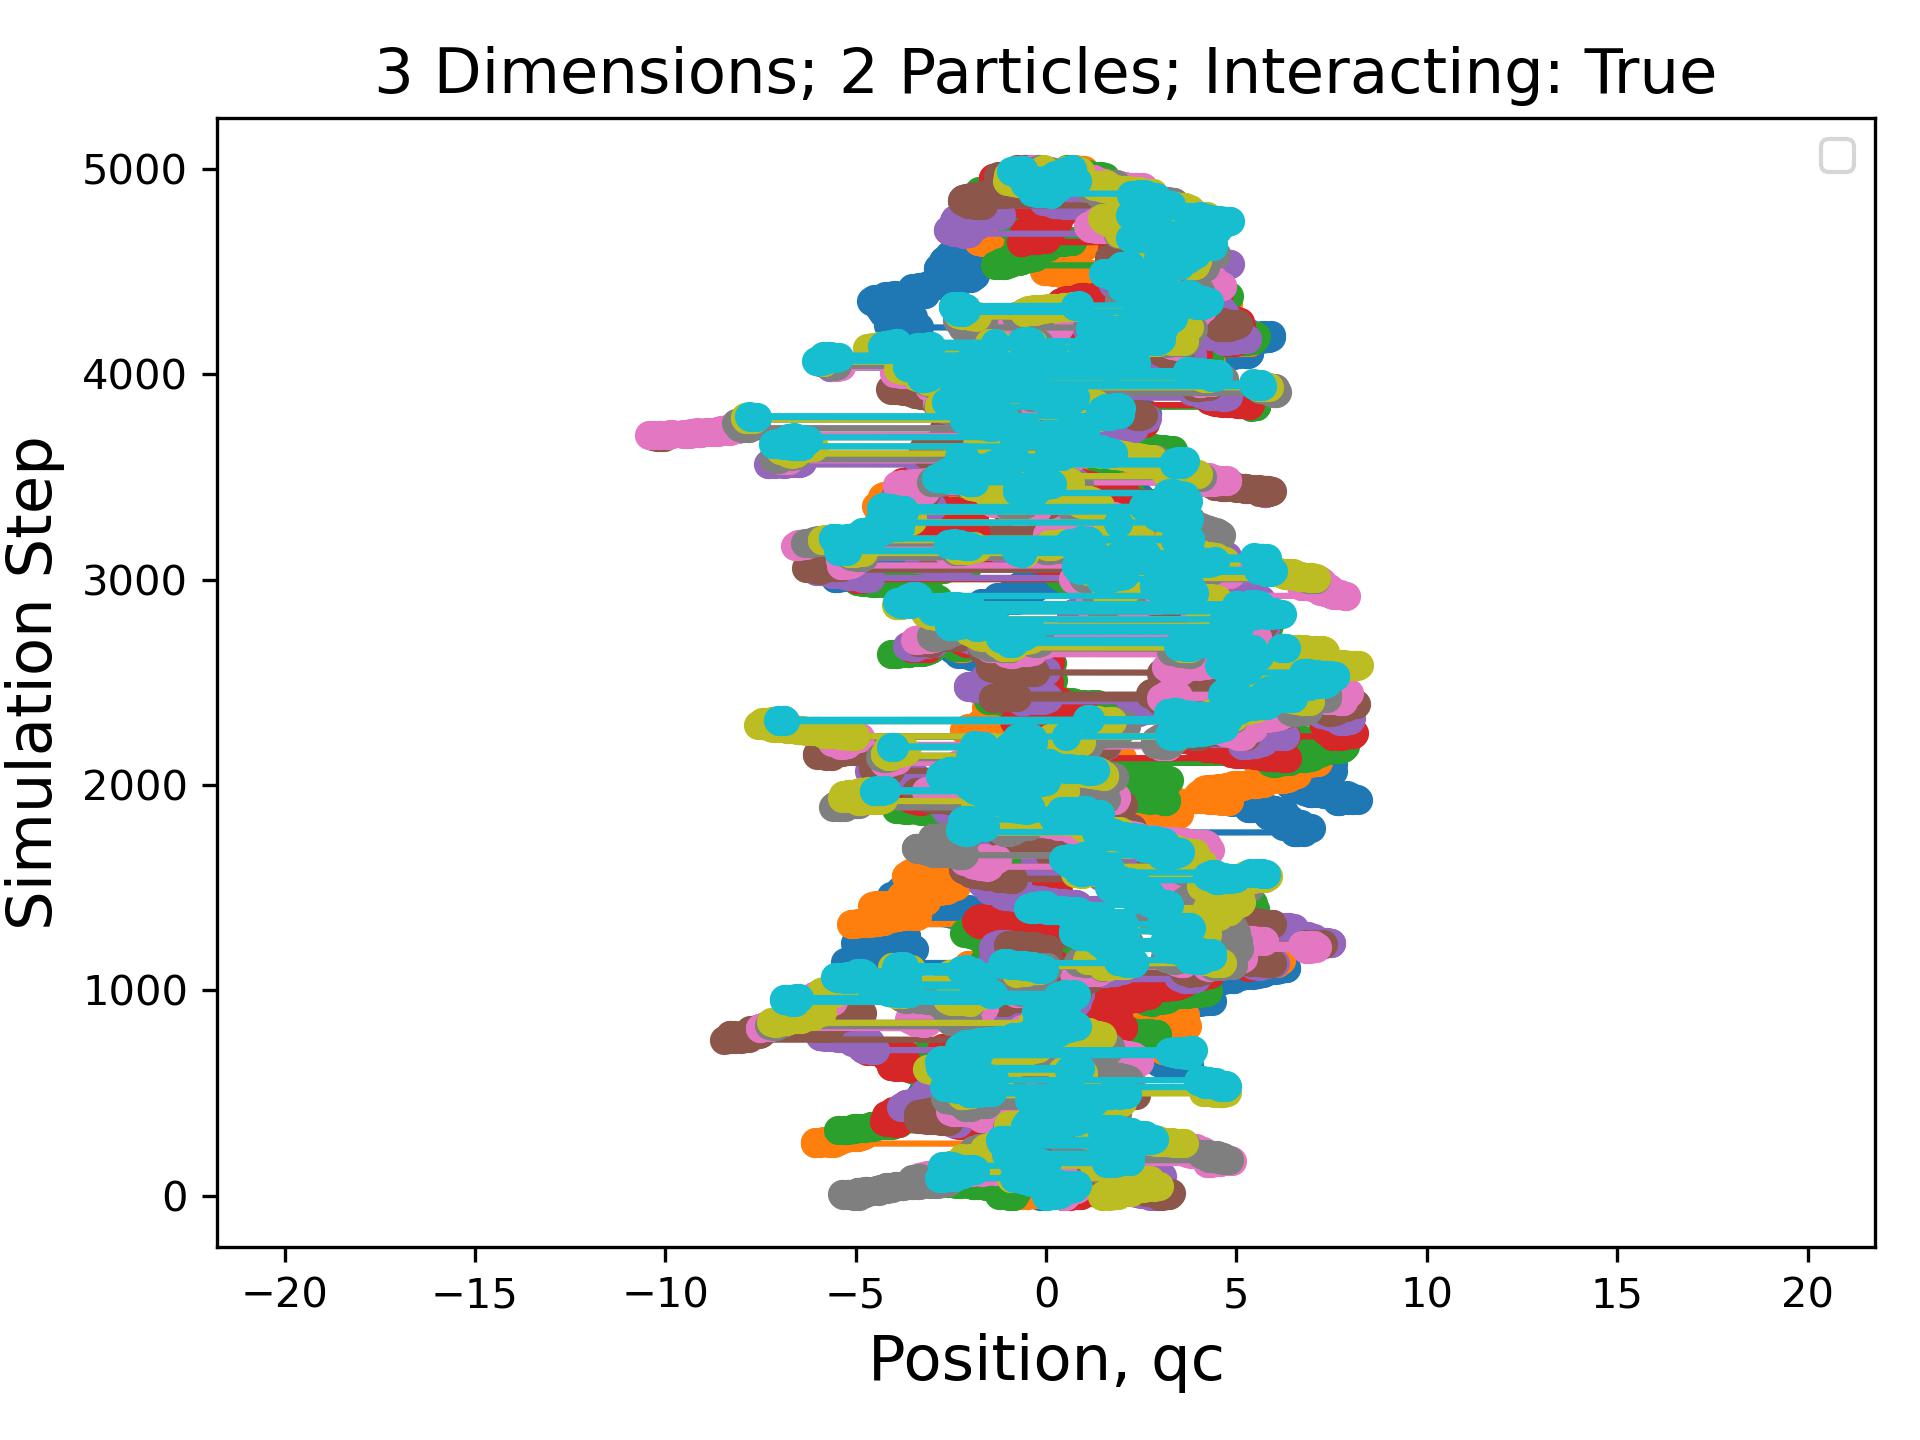 3 Dimensions; 2 Particles; Interacting: True
5000
4000
3000
2000
1000
0
Simulation Step
−20 −15 −10 −5 0 5 10 15 20
Position, qc